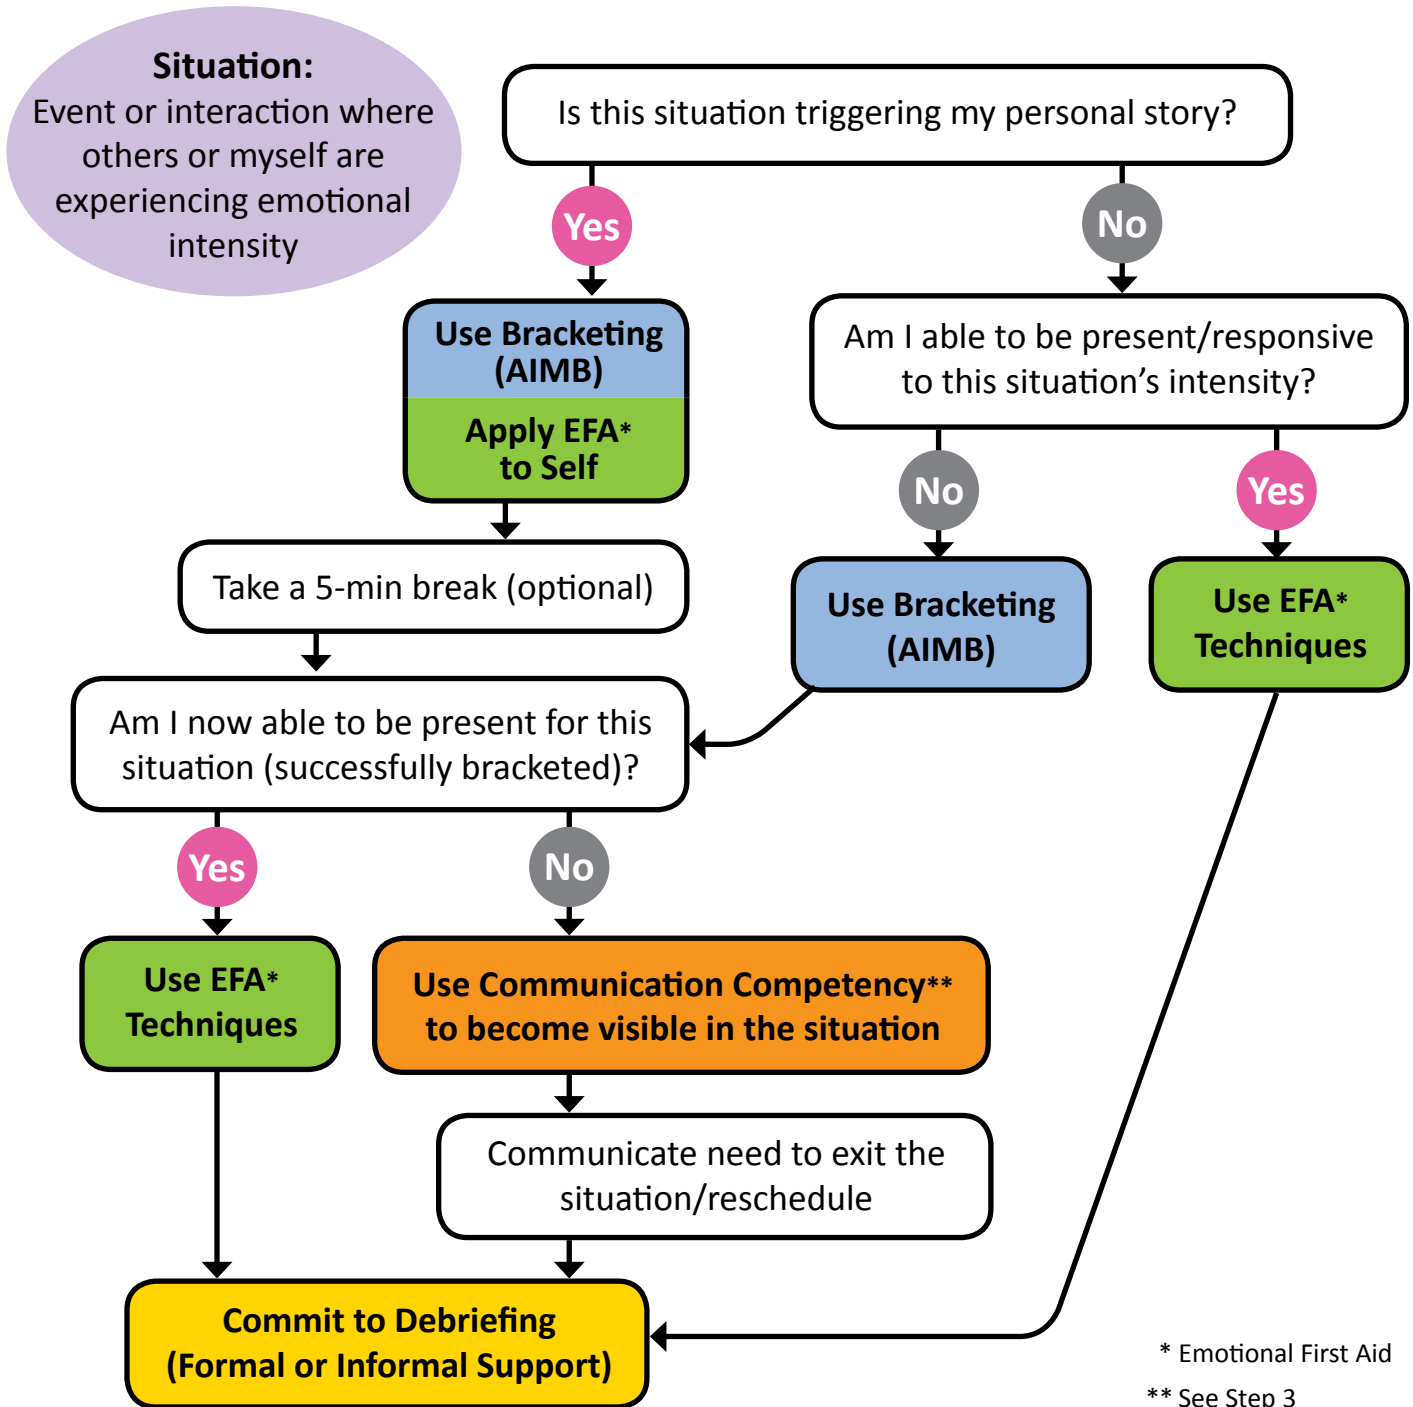 Situation:
Event or interaction where
others or myself are
experiencing emotional
intensity
Is this situation triggering my personal story?
Yes
No
Use Bracketing
(AIMB)
Apply EFA*
to Self
Am I able to be present/responsive
to this situation’s intensity?
No
Yes
Take a 5-min break (optional)
Use Bracketing
(AIMB)
Use EFA*
Techniques
Am I now able to be present for this
situation (successfully bracketed)?
Yes
No
Use EFA*
Techniques
Use Communication Competency**
to become visible in the situation
Communicate need to exit the
situation/reschedule
Commit to Debriefing
(Formal or Informal Support)
* Emotional First Aid
** See Step 3